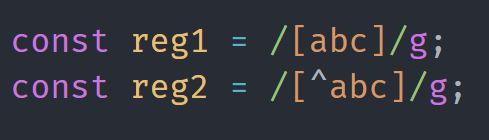 const reg1 = /[abc]/g;
const reg2 = /[^abc]/g;